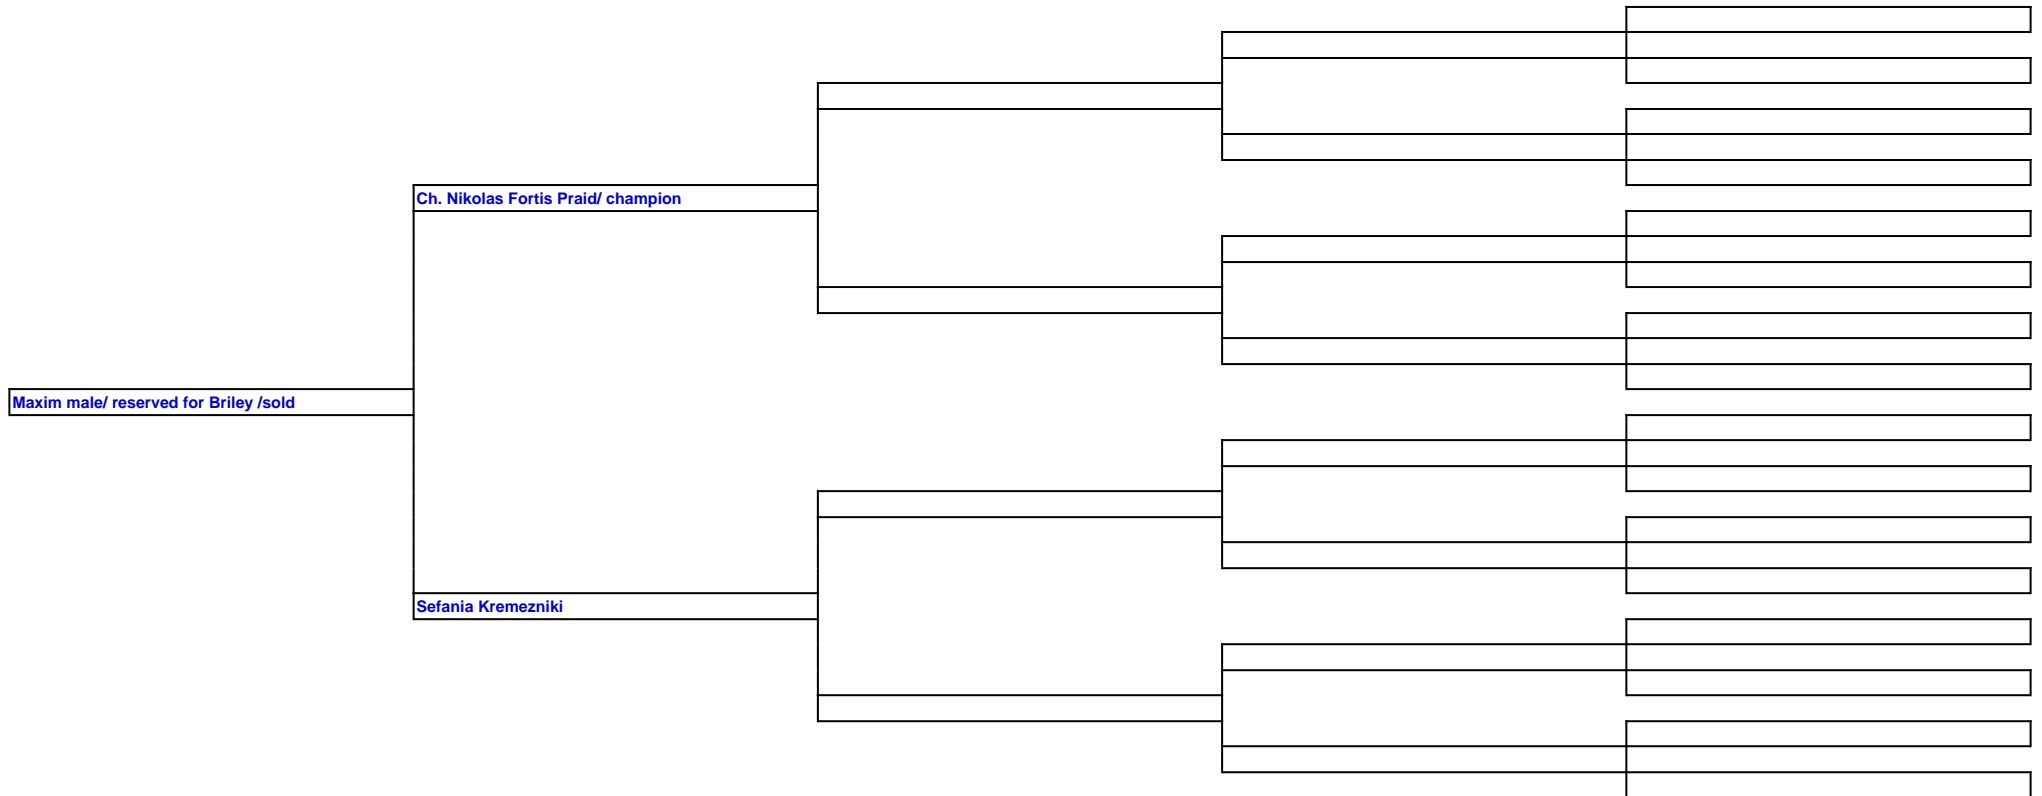 Ch. Nikolas Fortis Praid/ champion
Maxim male/ reserved for Briley /sold
Sefania Kremezniki